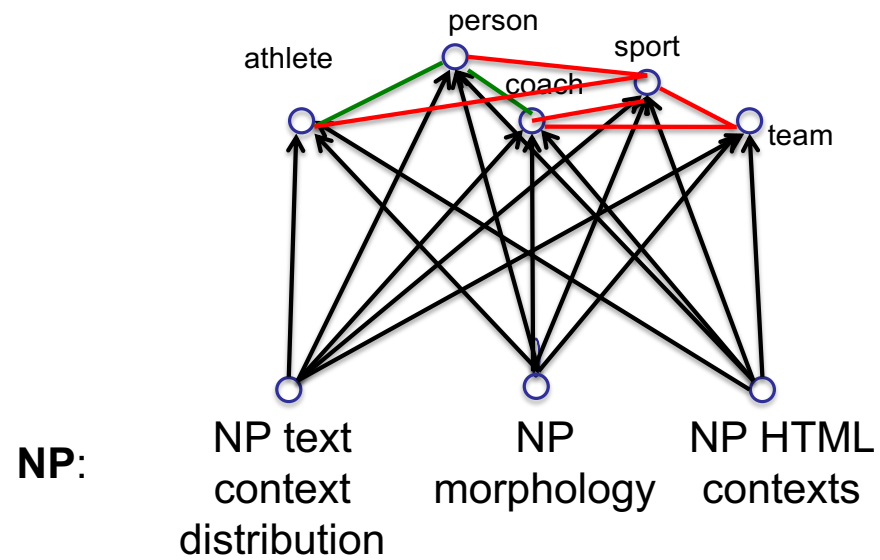 person
sport
athlete
coach
team
NP:
NP text
context
distribution
NP
morphology
NP HTML
contexts